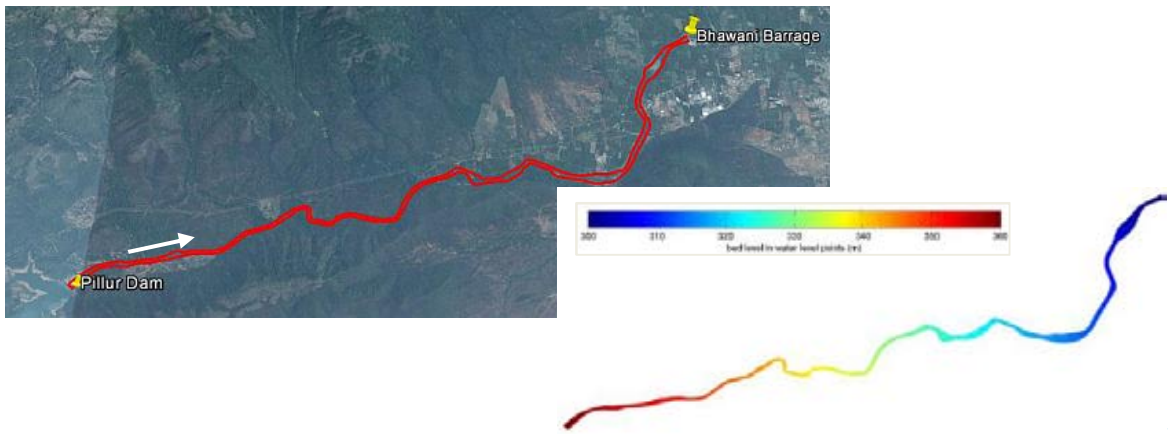 Bhawani Barrage
Pillur Dam
300 310 320 330 340 350 360
bed level in water level points (m)